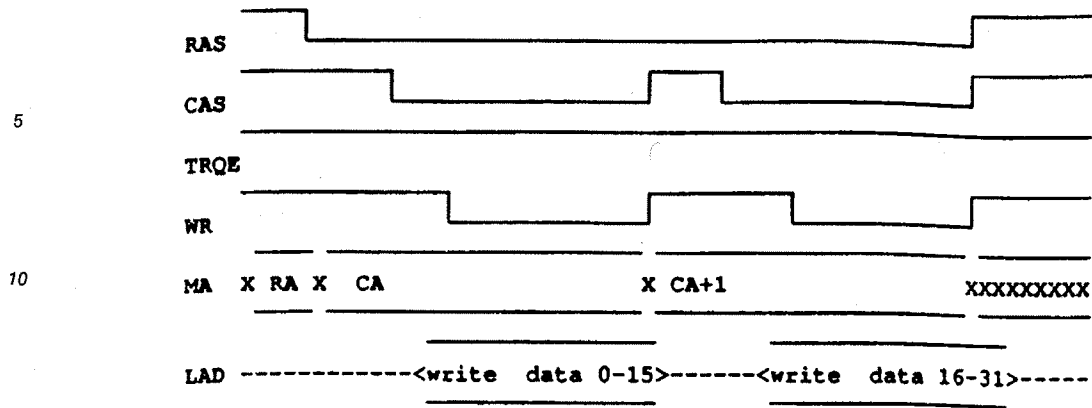 RAS
CAS
5
TRQE
WR
10
MA X RA X CA X CA+1 XXXXXXXXX
LAD ------------<write data 0-15>------<write data 16-31>-----